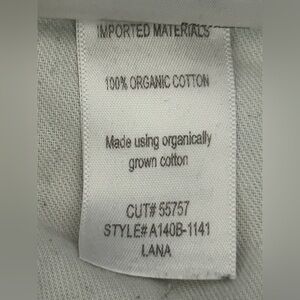 IMPORTED MATERIALS
100% ORGANIC COTTON
Made using organically
grown cotton
CUT# 55757
STYLE# A140B-1141
LANA